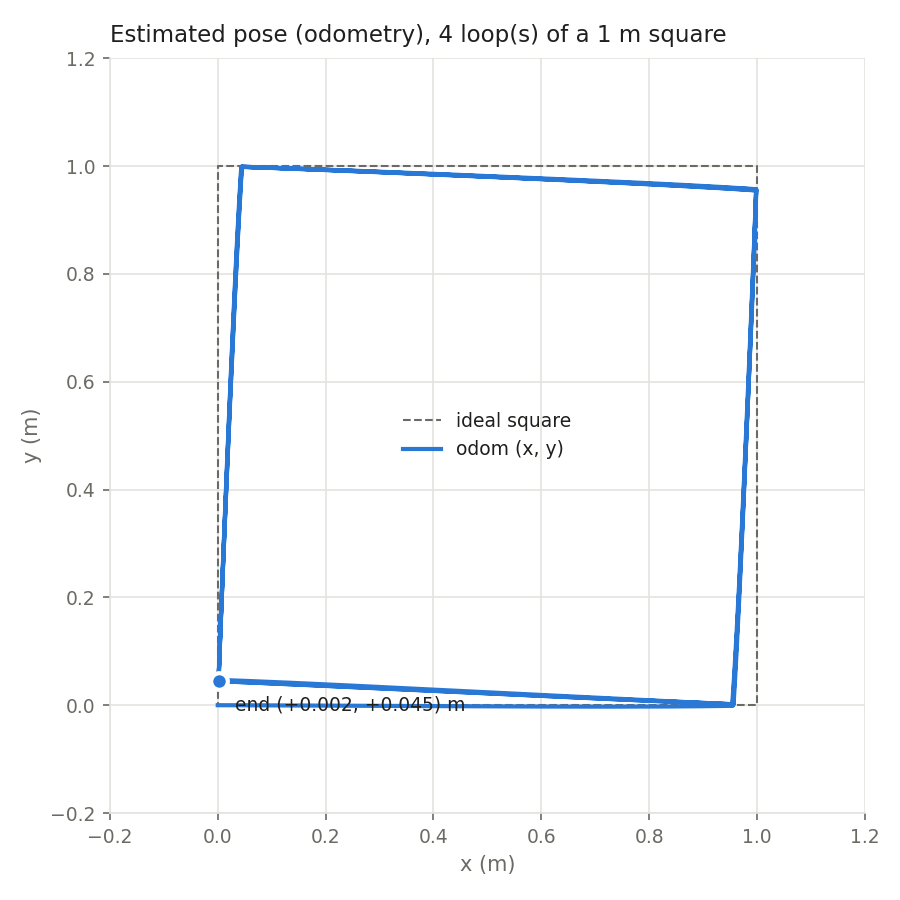 Estimated pose (odometry), 4 loop(s) of a 1 m square
1.2
1.0
0.8
0.6
0.4
0.2
0.0
−0.2
y (m)
ideal square
odom (x, y)
end (+0.002, +0.045) m
−0.2 0.0 0.2 0.4 0.6 0.8 1.0 1.2
x (m)